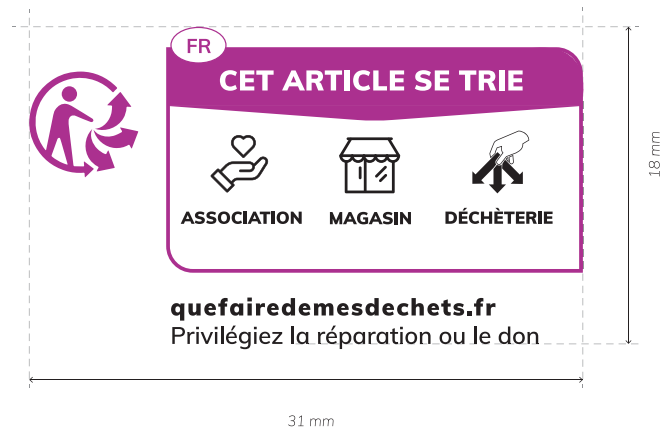 FR
CET ARTICLE SE TRIE
ASSOCIATION MAGASIN DÉCHÈTERIE
quefairedemesdechets.fr
Privilégiez la réparation ou le don
18 mm
31 mm